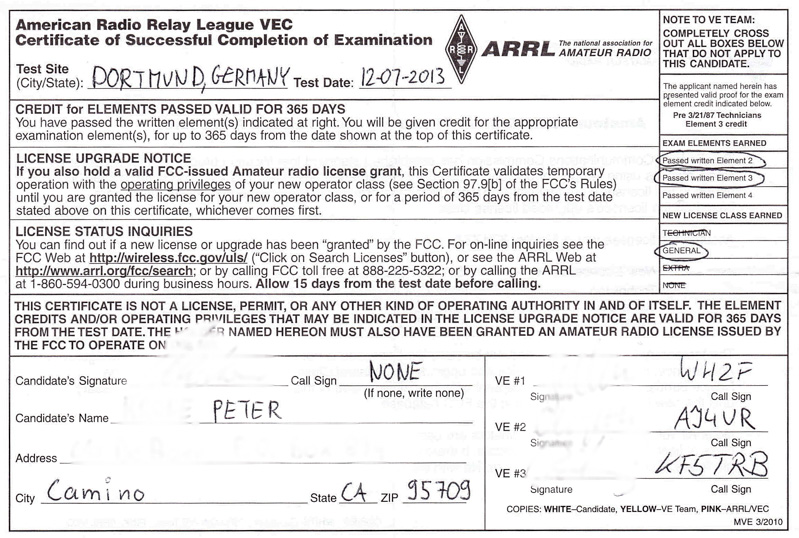 American Radio Relay League VEC
Certificate of Successful Completion of Examination
Test Site
(City/State): DORTMUND, GERMANY Test Date: 12-07-2013
ARRL The national association for
AMATEUR RADIO
NOTE TO VE TEAM:
COMPLETELY CROSS
OUT ALL BOXES BELOW
THAT DO NOT APPLY TO
THIS CANDIDATE.
CREDIT for ELEMENTS PASSED VALID FOR 365 DAYS
You have passed the written element(s) indicated at right. You will be given credit for the appropriate
examination element(s), for up to 365 days from the date shown at the top of this certificate.
The applicant named herein has
presented valid proof for the exam
element credit indicated below.
Pre 3/21/87 Technicians
Element 3 credit
LICENSE UPGRADE NOTICE
If you also hold a valid FCC-issued Amateur radio license grant, this Certificate validates temporary
operation with the operating privileges of your new operator class (see Section 97.9[b] of the FCC's Rules)
until you are granted the license for your new operator class, or for a period of 365 days from the test date
stated above on this certificate, whichever comes first.
EXAM ELEMENTS EARNED
Passed written Element 2
Passed written Element 3
Passed written Element 4
LICENSE STATUS INQUIRIES
You can find out if a new license or upgrade has been "granted" by the FCC. For on-line inquiries see the
FCC Web at http://wireless.fcc.gov/uls/ ("Click on Search Licenses" button), or see the ARRL Web at
http://www.arrl.org/fcc/search; or by calling FCC toll free at 888-225-5322; or by calling the ARRL
at 1-860-594-0300 during business hours. Allow 15 days from the test date before calling.
NEW LICENSE CLASS EARNED
TECHNICIAN
GENERAL
EXTRA
NONE
THIS CERTIFICATE IS NOT A LICENSE, PERMIT, OR ANY OTHER KIND OF OPERATING AUTHORITY IN AND OF ITSELF. THE ELEMENT
CREDITS AND/OR OPERATING PRIVILEGES THAT MAY BE INDICATED IN THE LICENSE UPGRADE NOTICE ARE VALID FOR 365 DAYS
FROM THE TEST DATE. THE NAMED HEREON MUST ALSO HAVE BEEN GRANTED AN AMATEUR RADIO LICENSE ISSUED BY
THE FCC TO OPERATE ON
Candidate's Signature Call Sign NONE
(If none, write none)
Candidate's Name PETER
Address
City Camino State CA ZIP 95709
VE #1 WH2F
Signature Call Sign
VE #2 AJ4UR
Signature Call Sign
VE #3 KF5TRB
Signature Call Sign
COPIES: WHITE–Candidate, YELLOW–VE Team, PINK–ARRL/VEC
MVE 3/2010